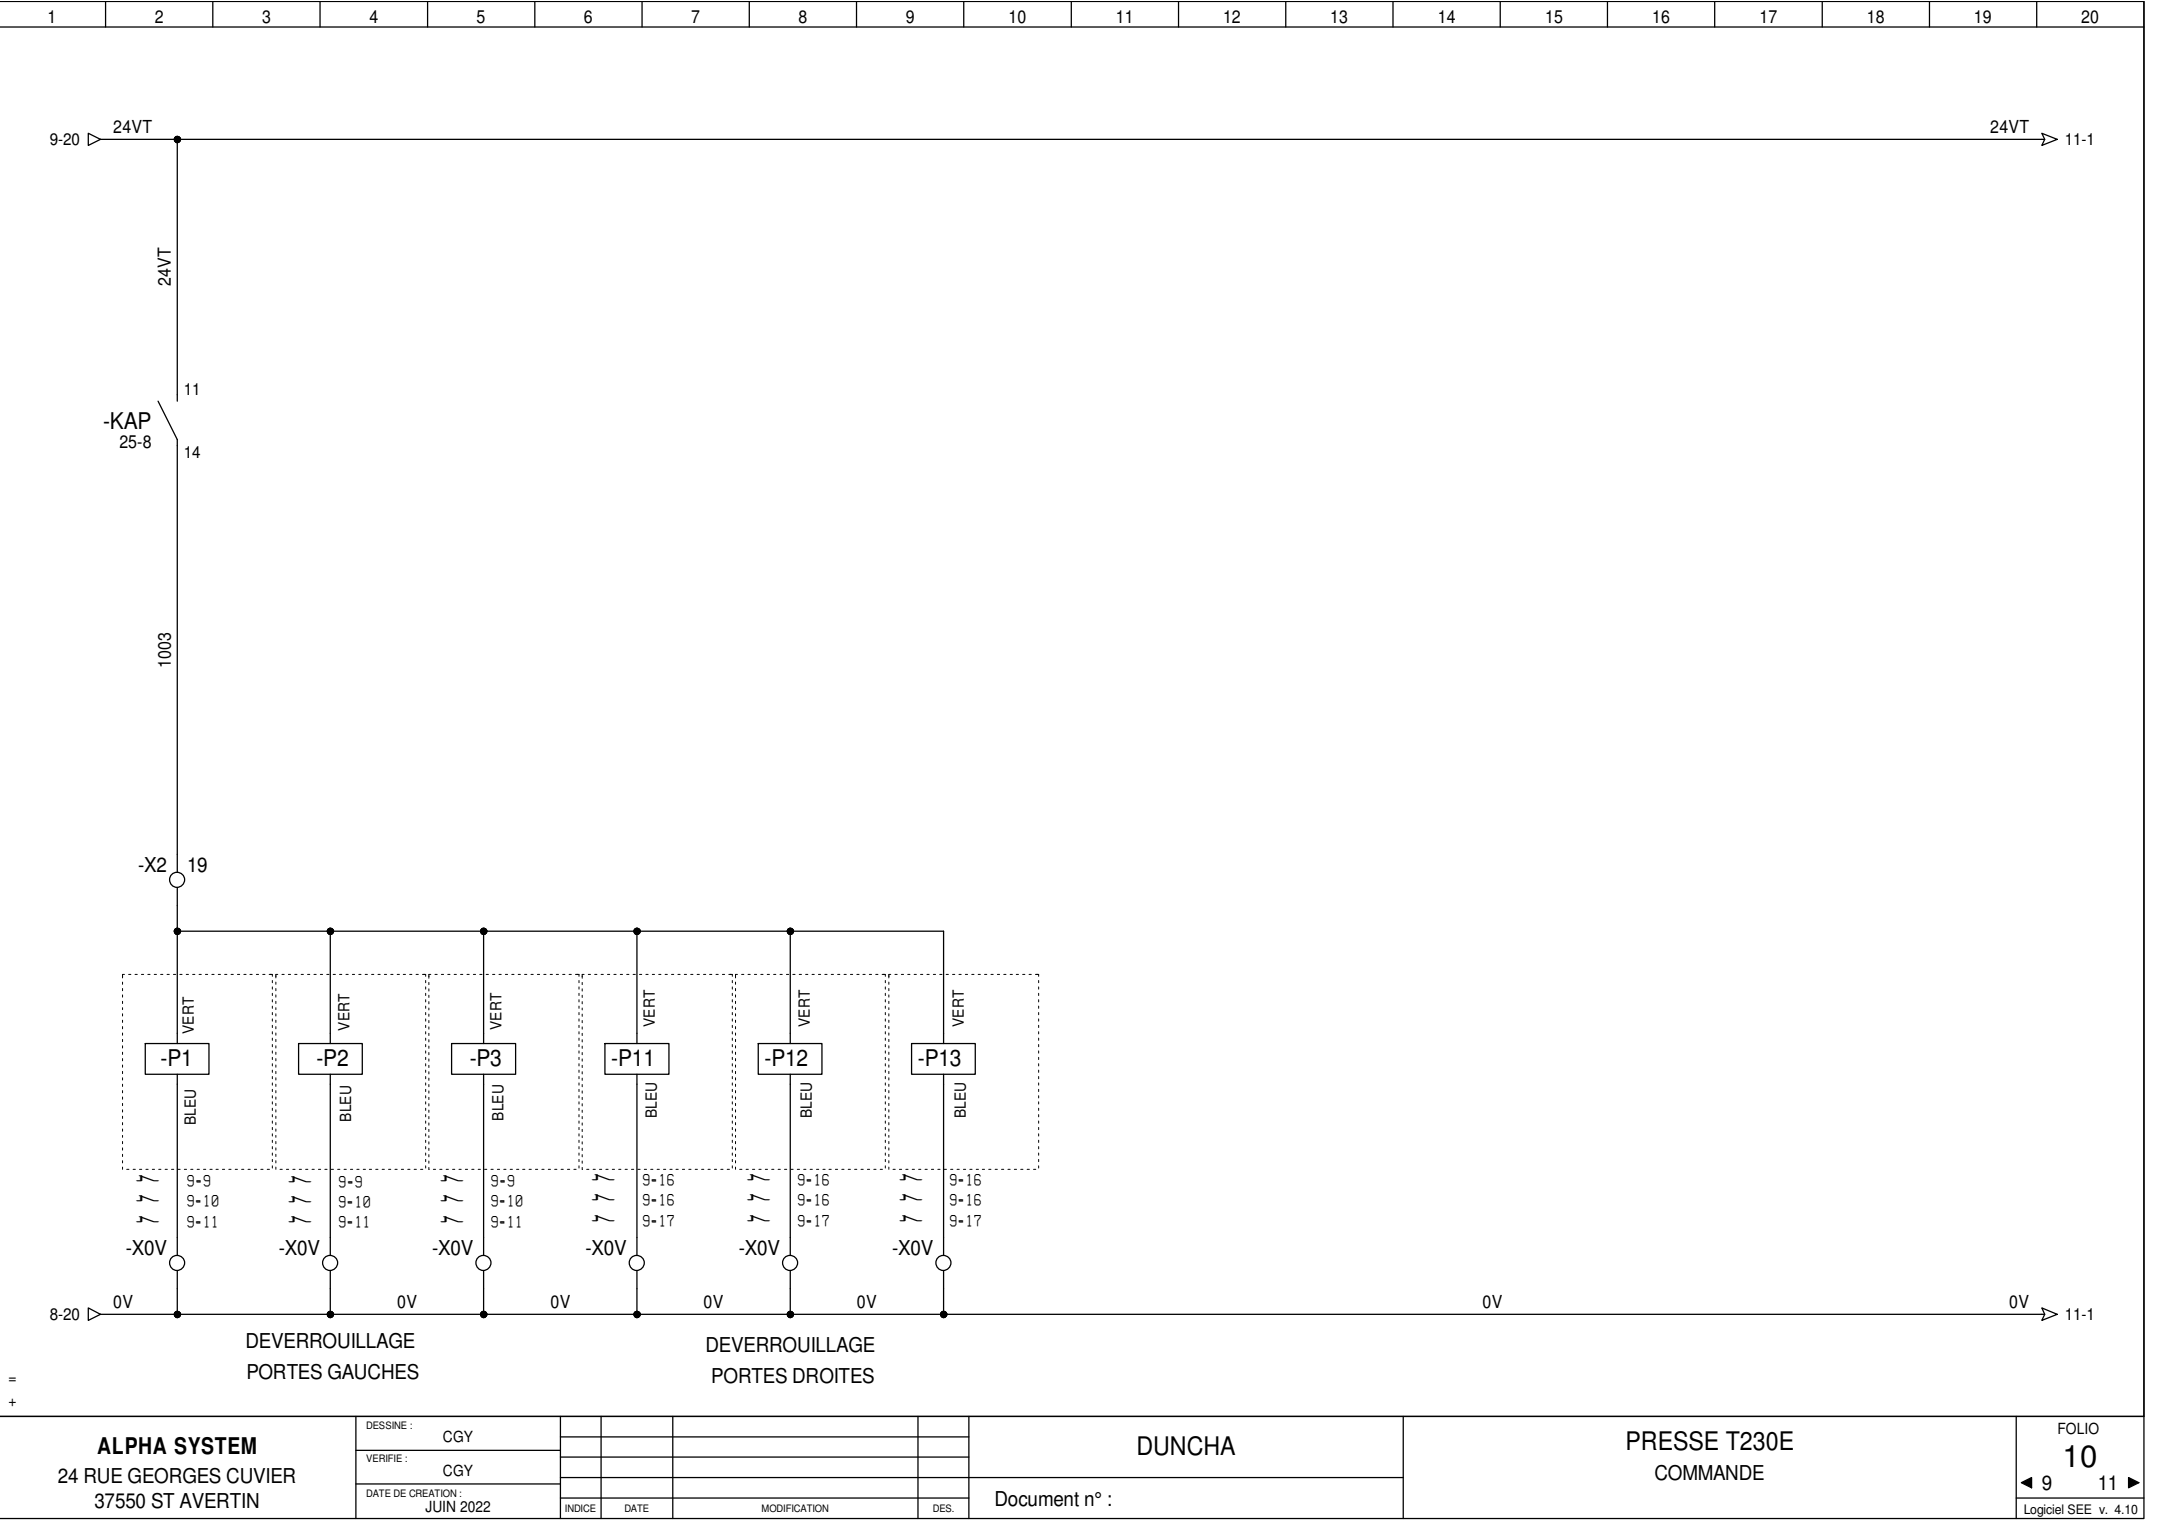 1 2 3 4 5 6 7 8 9 10 11 12 13 14 15 16 17 18 19 20
24VT 24VT
9-20 11-1
24VT
11
-KAP
25-8
14
1003
-X2 19
VERT VERT VERT VERT VERT VERT
-P1 -P2 -P3 -P11 -P12 -P13
BLEU BLEU BLEU BLEU BLEU BLEU
9-9 9-9 9-9 9-16 9-16 9-16
9-10 9-10 9-10 9-16 9-16 9-16
9-11 9-11 9-11 9-17 9-17 9-17
-X0V -X0V -X0V -X0V -X0V -X0V
0V 0V 0V 0V 0V 0V 0V
8-20 11-1
DEVERROUILLAGE
PORTES GAUCHES
DEVERROUILLAGE
PORTES DROITES
=
+
ALPHA SYSTEM
24 RUE GEORGES CUVIER
37550 ST AVERTIN
DESSINE :
CGY
VERIFIE :
CGY
DATE DE CREATION :
JUIN 2022
INDICE DATE MODIFICATION DES.
DUNCHA
Document n° :
PRESSE T230E
COMMANDE
FOLIO
10
9 11
Logiciel SEE v. 4.10